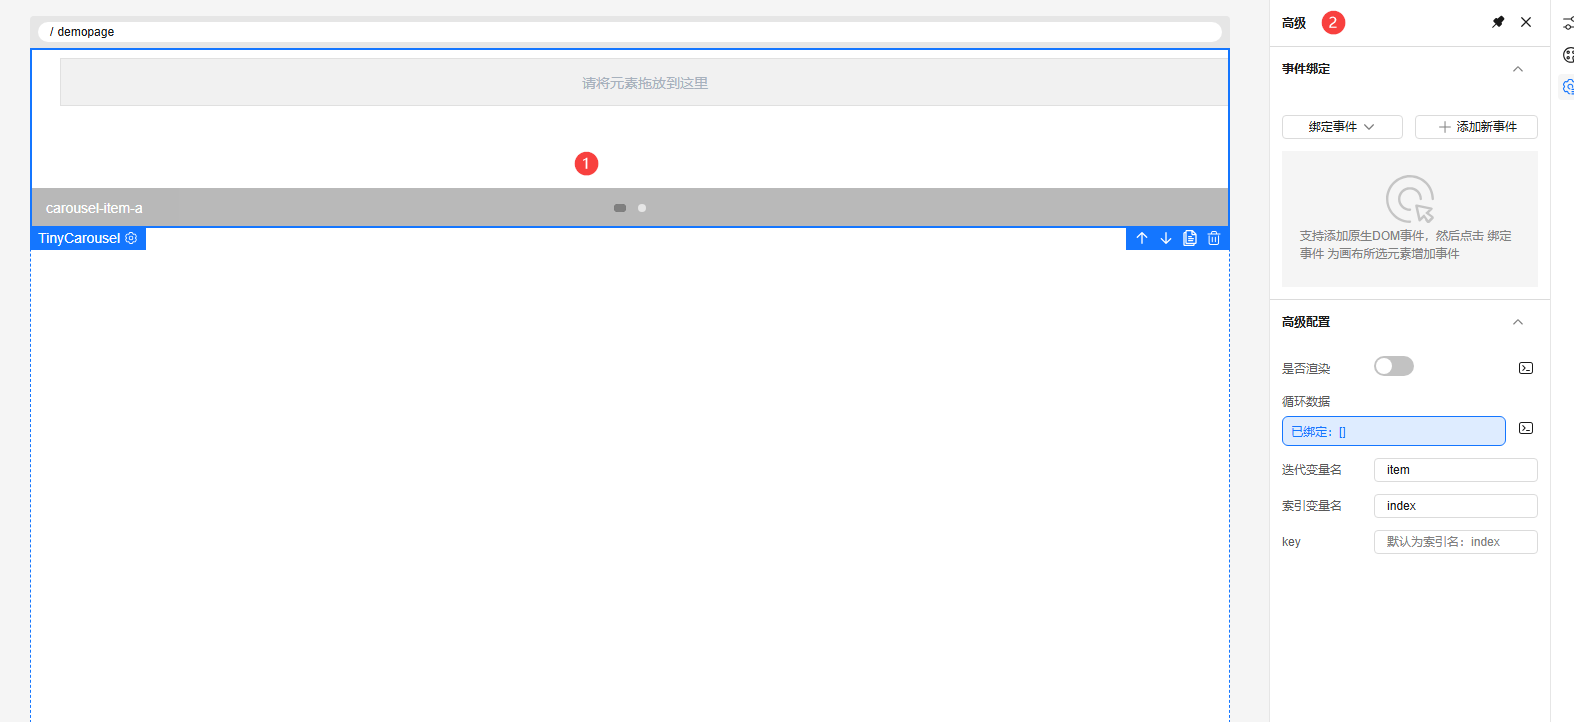 / demopage
请将元素拖放到这里
1
carousel-item-a
TinyCarousel
高级
2
事件绑定
绑定事件
添加新事件
支持添加原生DOM事件，然后点击 绑定
事件 为画布所选元素增加事件
高级配置
是否渲染
循环数据
已绑定：[]
迭代变量名
item
索引变量名
index
key
默认为索引名：index